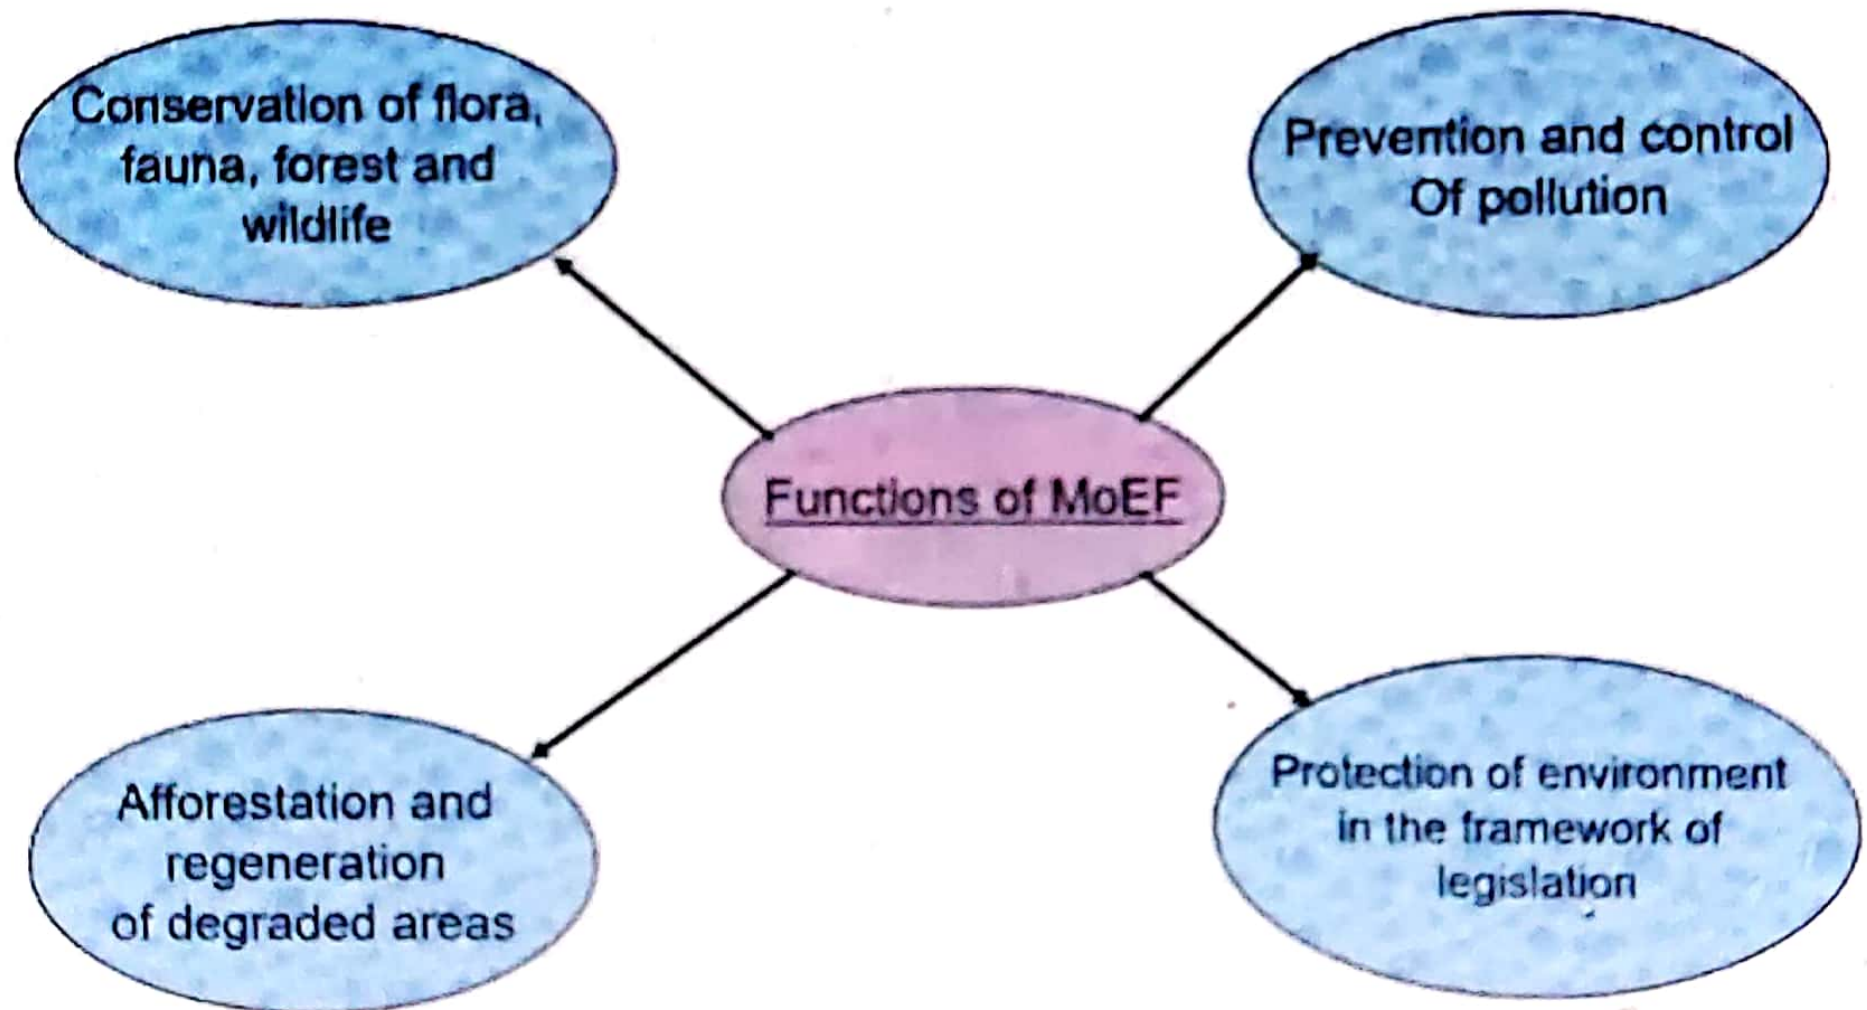 Conservation of flora,
fauna, forest and
wildlife
Prevention and control
Of pollution
Functions of MoEF
Afforestation and
regeneration
of degraded areas
Protection of environment
in the framework of
legislation